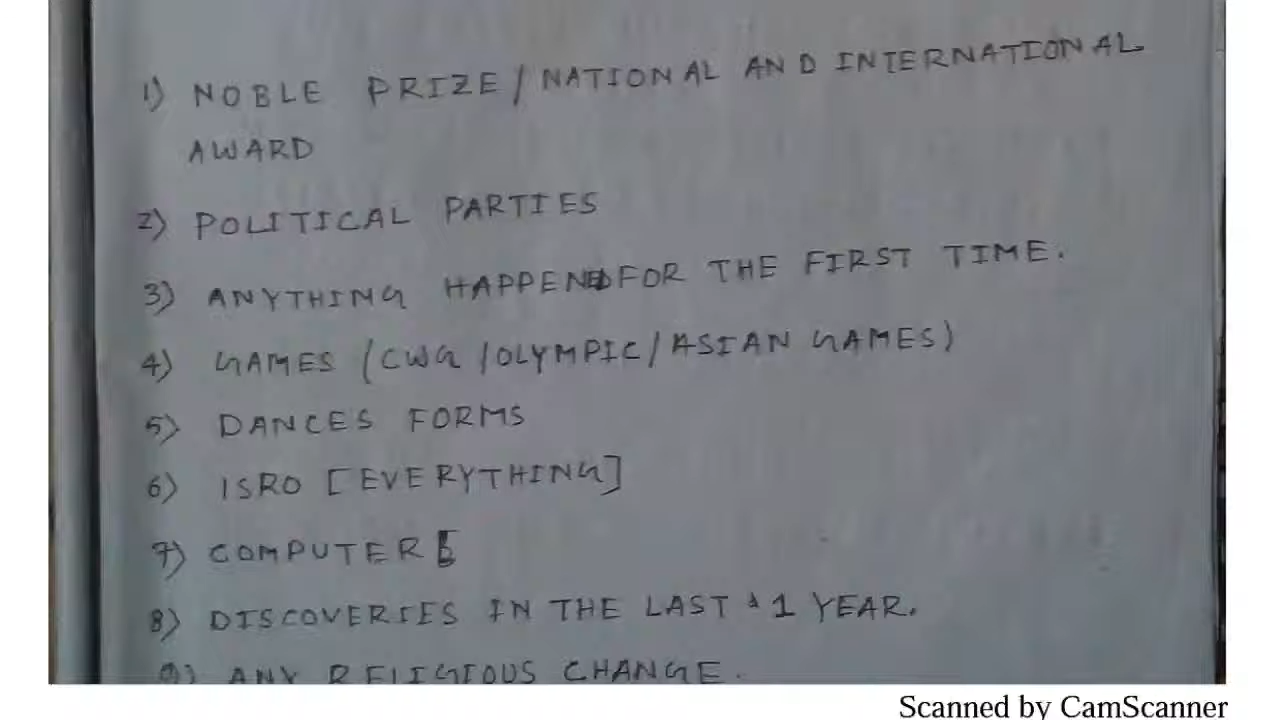 1) NOBLE PRIZE / NATIONAL AND INTERNATIONAL
AWARD
2) POLITICAL PARTIES
3) ANYTHING HAPPENED FOR THE FIRST TIME.
4) GAMES (CWG / OLYMPIC / ASIAN GAMES)
5) DANCES FORMS
6) ISRO [EVERYTHING]
7) COMPUTER
8) DISCOVERIES IN THE LAST 1 YEAR.
9) ANY RELIGIOUS CHANGE.
Scanned by CamScanner